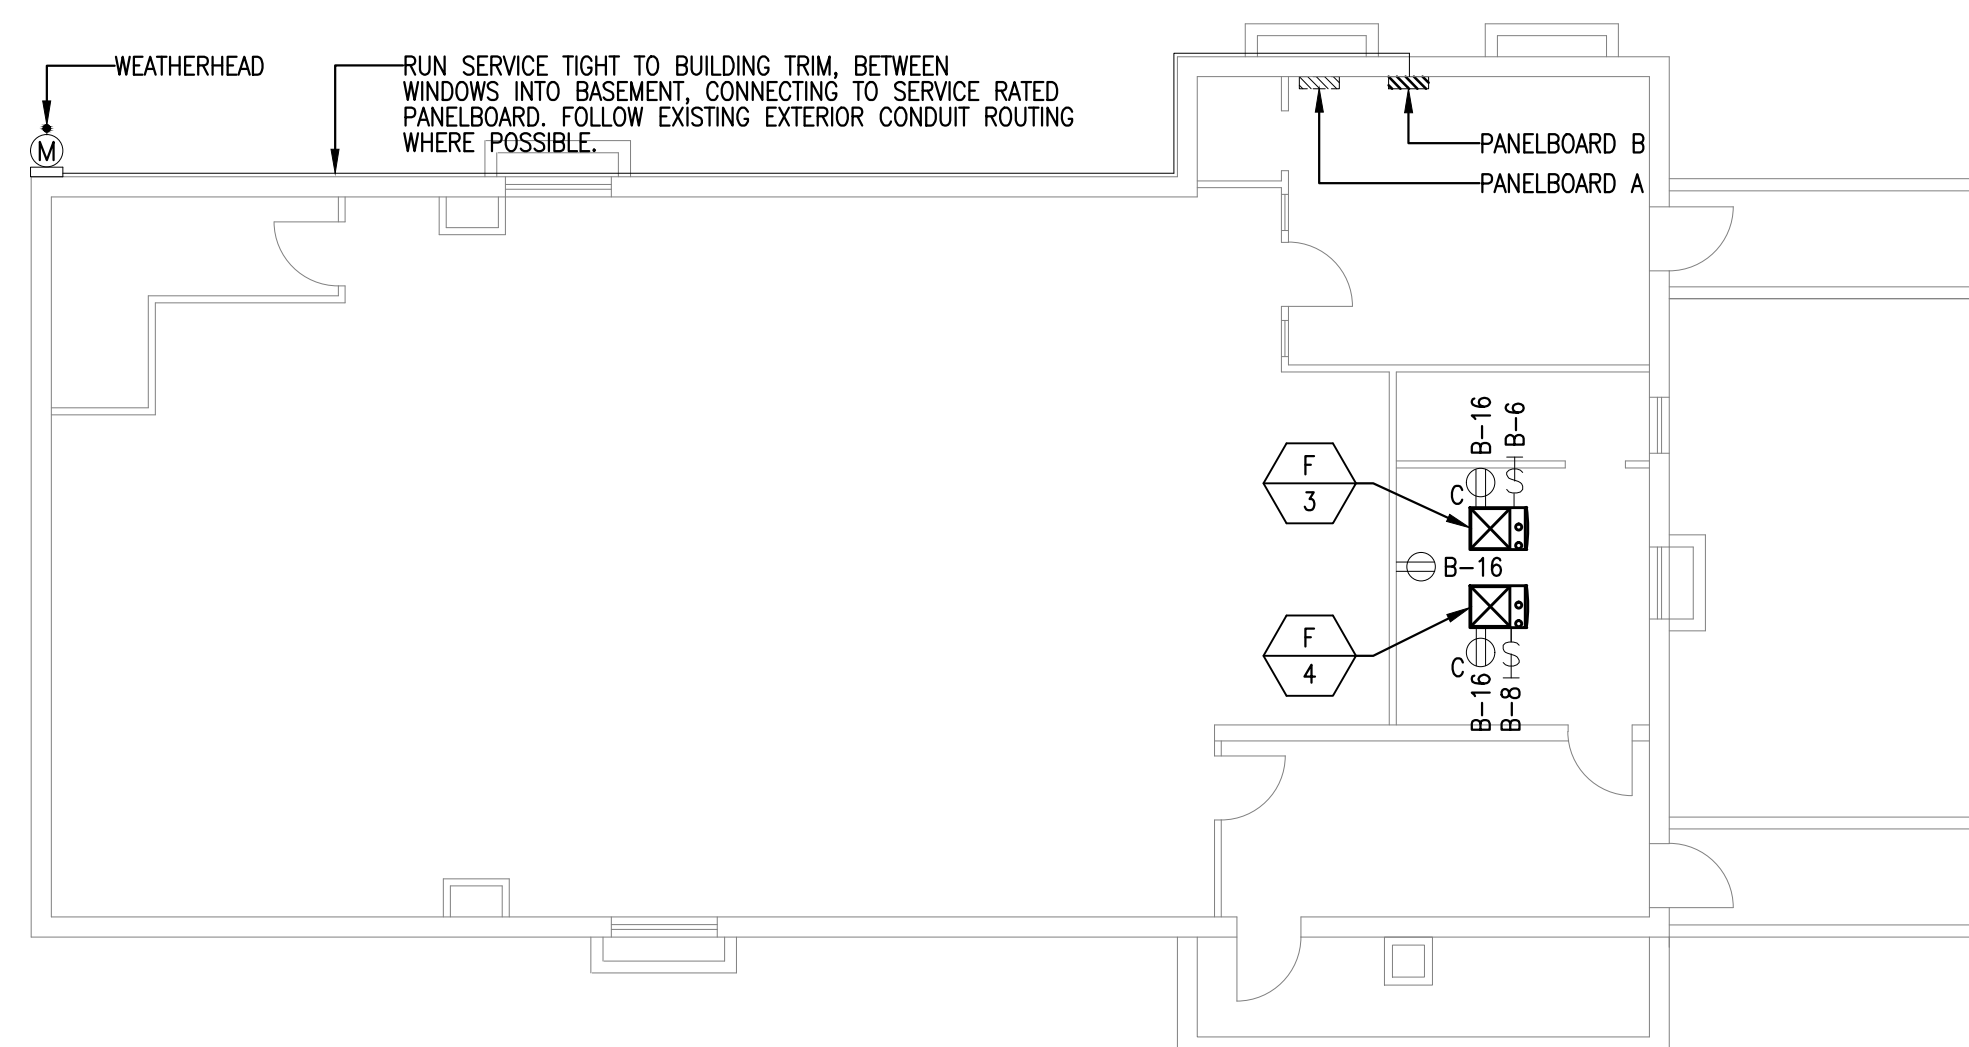 WEATHERHEAD
RUN SERVICE TIGHT TO BUILDING TRIM, BETWEEN
WINDOWS INTO BASEMENT, CONNECTING TO SERVICE RATED
PANELBOARD. FOLLOW EXISTING EXTERIOR CONDUIT ROUTING
WHERE POSSIBLE.
M
PANELBOARD B
PANELBOARD A
B-16
B-6
F
3
C
S
B-16
F
4
C
S
B-16
B-8